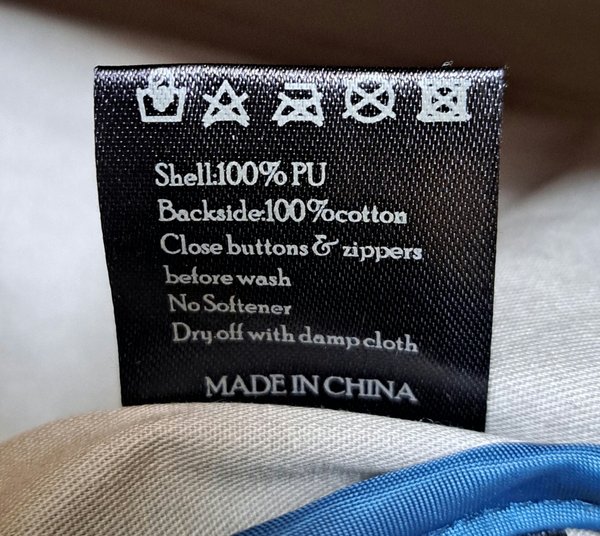 Shell:100% PU
Backside:100%cotton
Close buttons & zippers
before wash
No Softener
Dry off with damp cloth
MADE IN CHINA